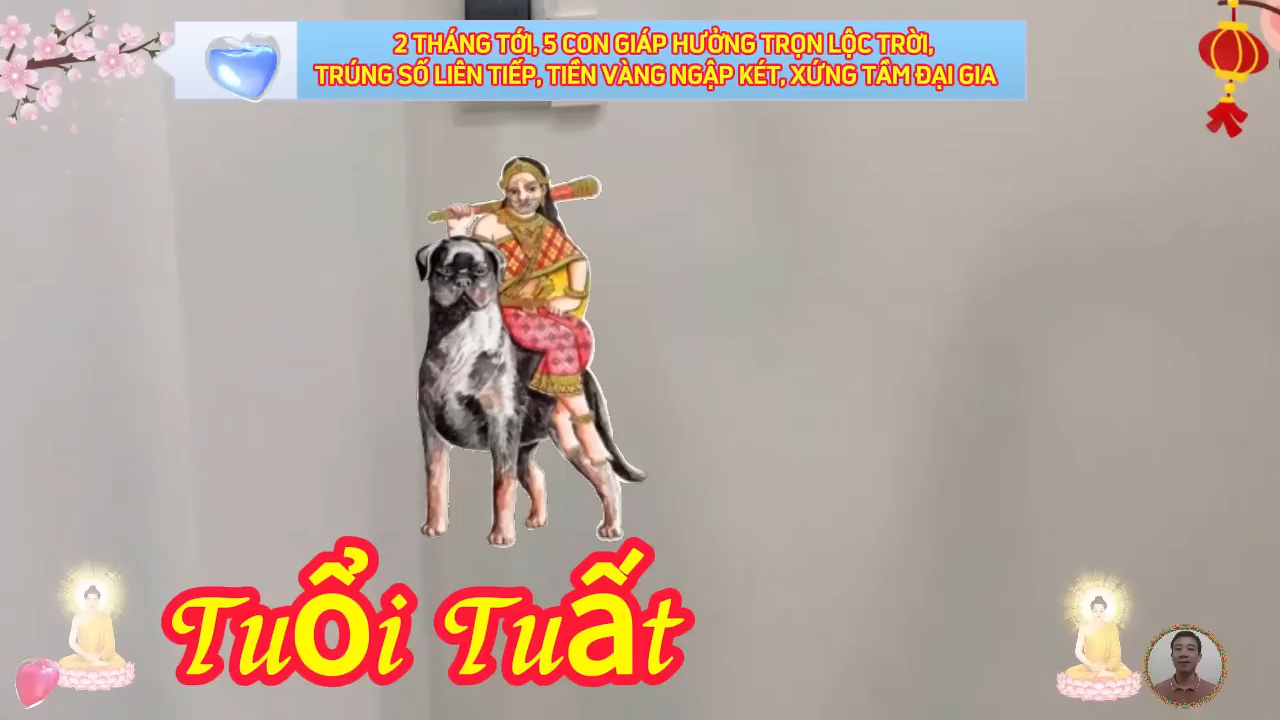 2 THÁNG TỚI, 5 CON GIÁP HƯỞNG TRỌN LỘC TRỜI,
TRÚNG SỐ LIÊN TIẾP, TIỀN VÀNG NGẬP KÉT, XỨNG TẦM ĐẠI GIA
Tuổi Tuất